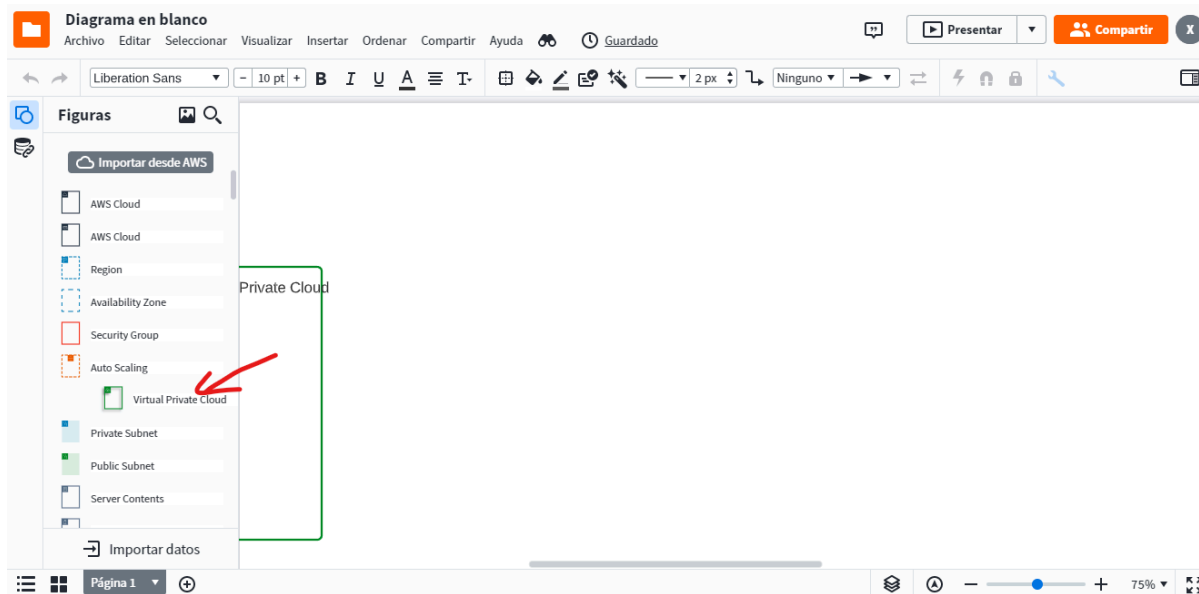 Diagrama en blanco
Archivo Editar Seleccionar Visualizar Insertar Ordenar Compartir Ayuda Guardado
Presentar Compartir X
Liberation Sans - 10 pt + B I U A T 2 px Ninguno
Figuras
Importar desde AWS
AWS Cloud
AWS Cloud
Region
Private Cloud
Availability Zone
Security Group
Auto Scaling
Virtual Private Cloud
Private Subnet
Public Subnet
Server Contents
Importar datos
Página 1 75%